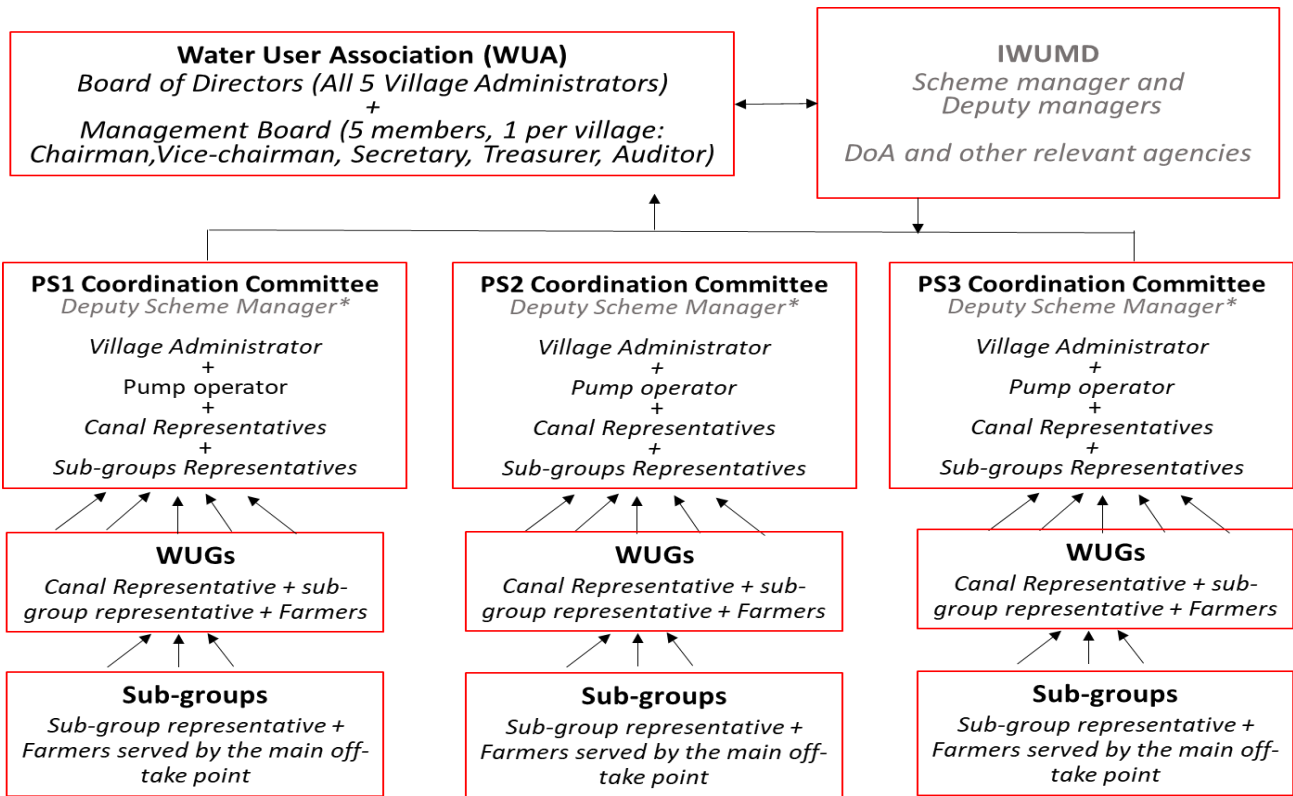 Water User Association (WUA)
Board of Directors (All 5 Village Administrators)
+
Management Board (5 members, 1 per village:
Chairman,Vice-chairman, Secretary, Treasurer, Auditor)
IWUMD
Scheme manager and
Deputy managers
DoA and other relevant agencies
PS1 Coordination Committee
Deputy Scheme Manager*
Village Administrator
+
Pump operator
+
Canal Representatives
+
Sub-groups Representatives
PS2 Coordination Committee
Deputy Scheme Manager*
Village Administrator
+
Pump operator
+
Canal Representatives
+
Sub-groups Representatives
PS3 Coordination Committee
Deputy Scheme Manager*
Village Administrator
+
Pump operator
+
Canal Representatives
+
Sub-groups Representatives
WUGs
Canal Representative + sub-
group representative + Farmers
WUGs
Canal Representative + sub-
group representative + Farmers
WUGs
Canal Representative + sub-
group representative + Farmers
Sub-groups
Sub-group representative +
Farmers served by the main off-
take point
Sub-groups
Sub-group representative +
Farmers served by the main off-
take point
Sub-groups
Sub-group representative +
Farmers served by the main off-
take point